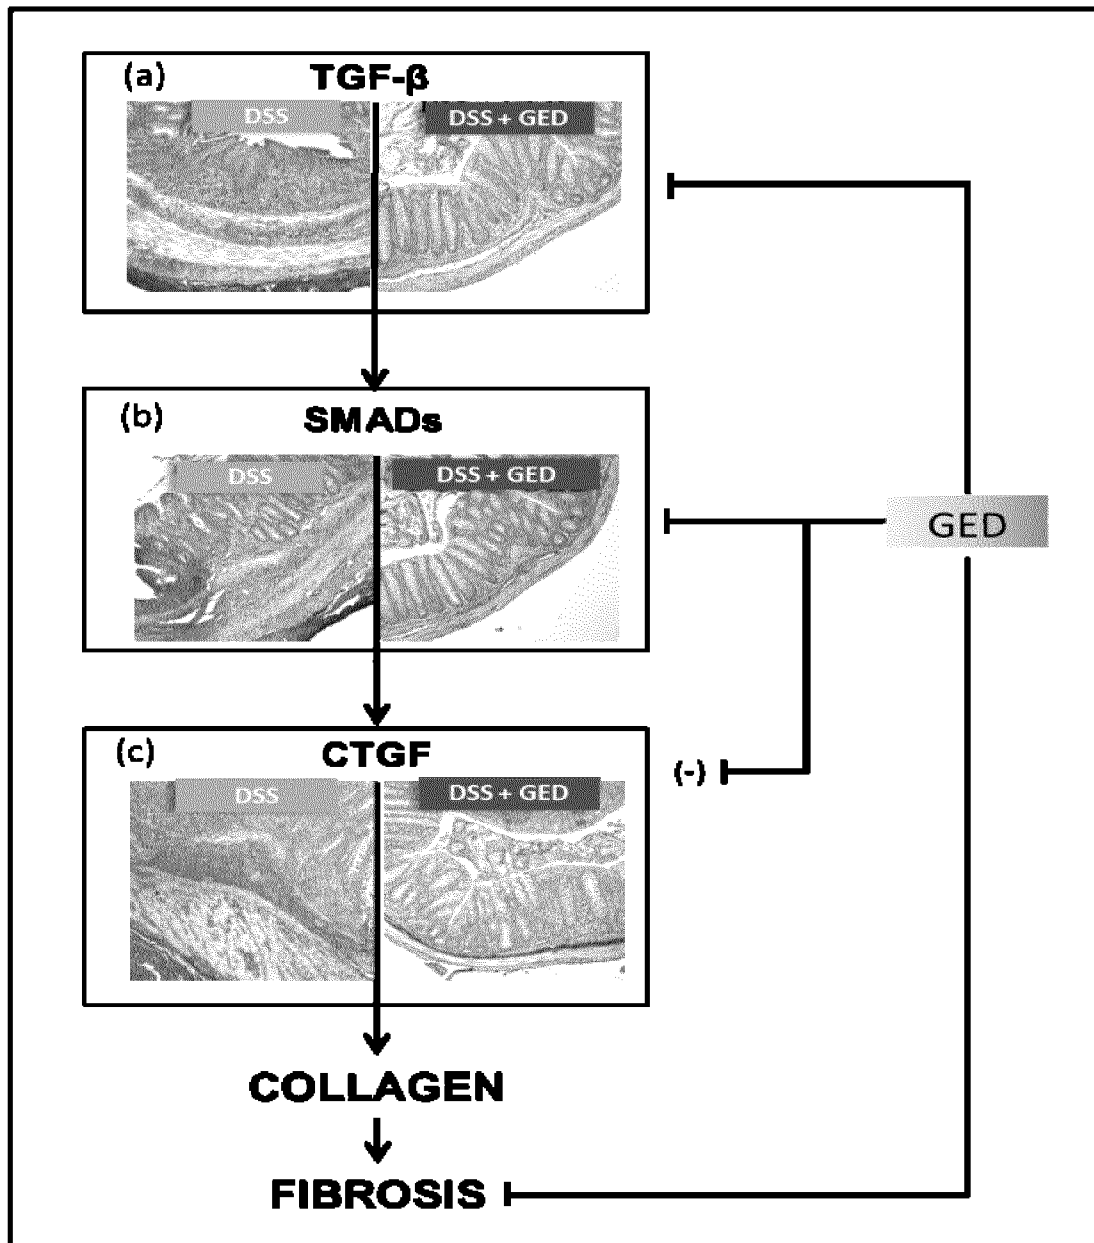 (a) TGF-β
DSS
DSS + GED
(b) SMADs
DSS
DSS + GED
GED
(c) CTGF
(-)
DSS
DSS + GED
COLLAGEN
FIBROSIS